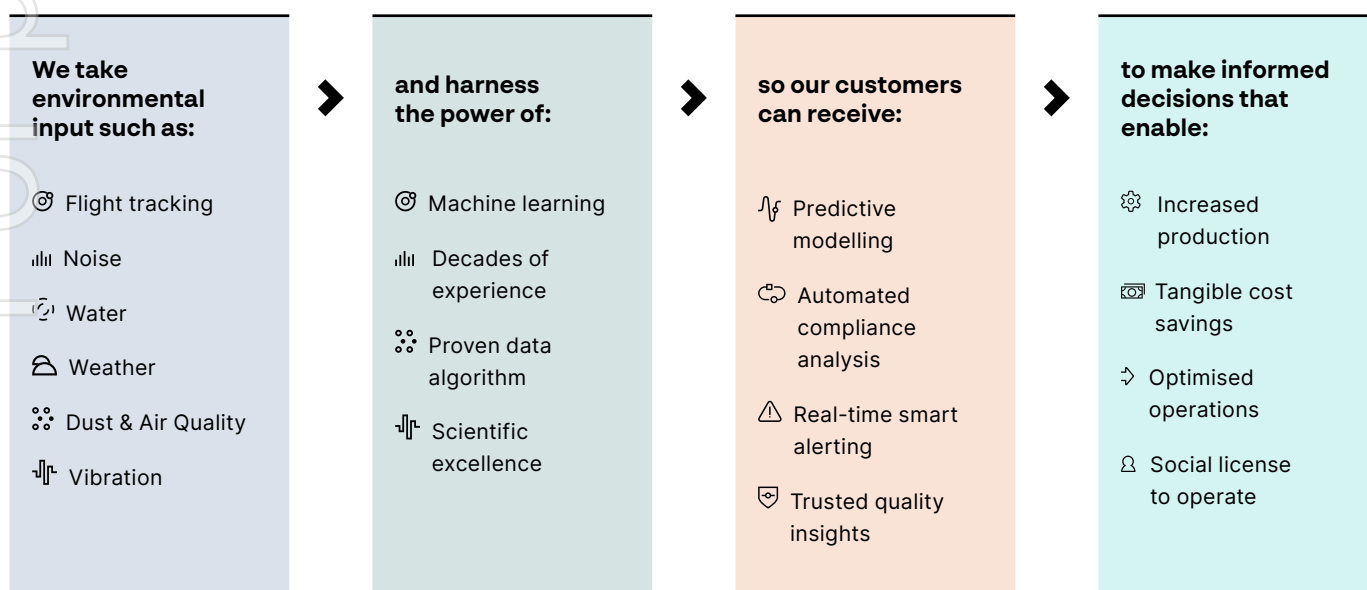 We take
environmental
input such as:
Flight tracking
Noise
Water
Weather
Dust & Air Quality
Vibration
and harness
the power of:
Machine learning
Decades of
experience
Proven data
algorithm
Scientific
excellence
so our customers
can receive:
Predictive
modelling
Automated
compliance
analysis
Real-time smart
alerting
Trusted quality
insights
to make informed
decisions that
enable:
Increased
production
Tangible cost
savings
Optimised
operations
Social license
to operate